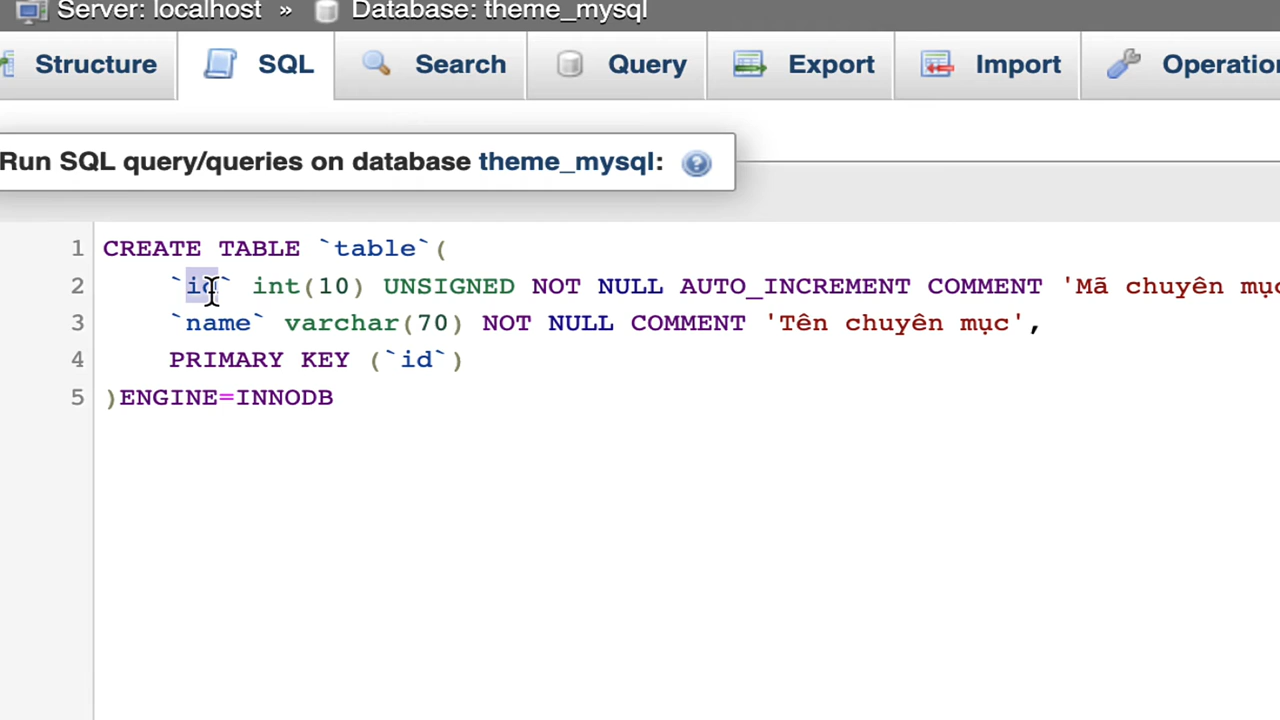 Server: localhost » Database: theme_mysql
Structure SQL Search Query Export Import
Run SQL query/queries on database theme_mysql:
1 CREATE TABLE `table`(
2 `id` int(10) UNSIGNED NOT NULL AUTO_INCREMENT COMMENT 'Mã chuyên
3 `name` varchar(70) NOT NULL COMMENT 'Tên chuyên mục',
4 PRIMARY KEY (`id`)
5 )ENGINE=INNODB